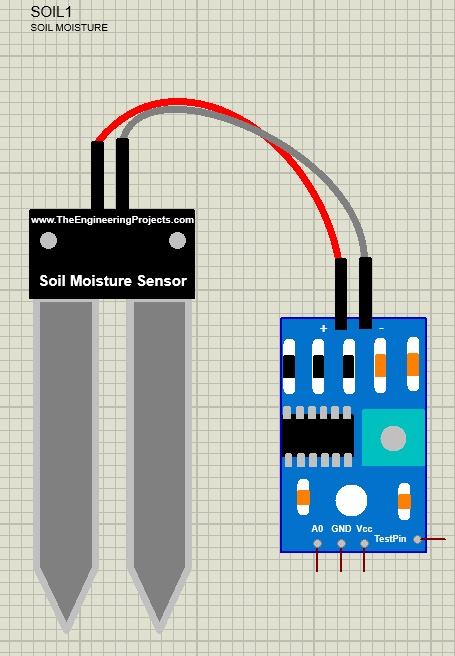 SOIL1
SOIL MOISTURE
www.TheEngineeringProjects.com
Soil Moisture Sensor
+ -
A0 GND Vcc
TestPin